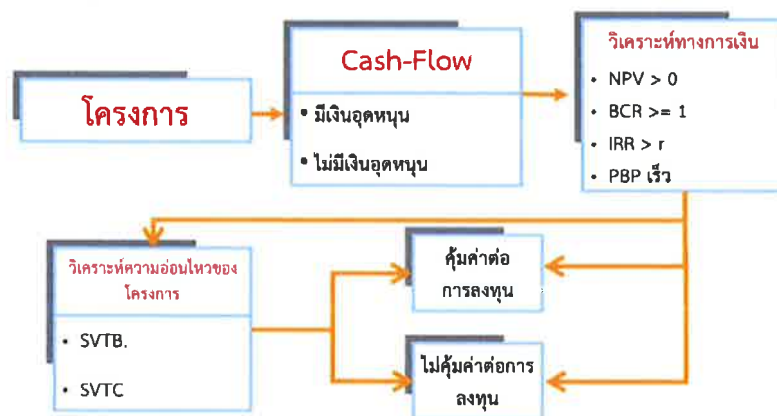 โครงการ
Cash-Flow
• มีเงินอุดหนุน
• ไม่มีเงินอุดหนุน
วิเคราะห์ทางการเงิน
• NPV > 0
• BCR >= 1
• IRR > r
• PBP เร็ว
วิเคราะห์ความอ่อนไหวของ
โครงการ
• SVTB.
• SVTC
คุ้มค่าต่อ
การลงทุน
ไม่คุ้มค่าต่อการ
ลงทุน